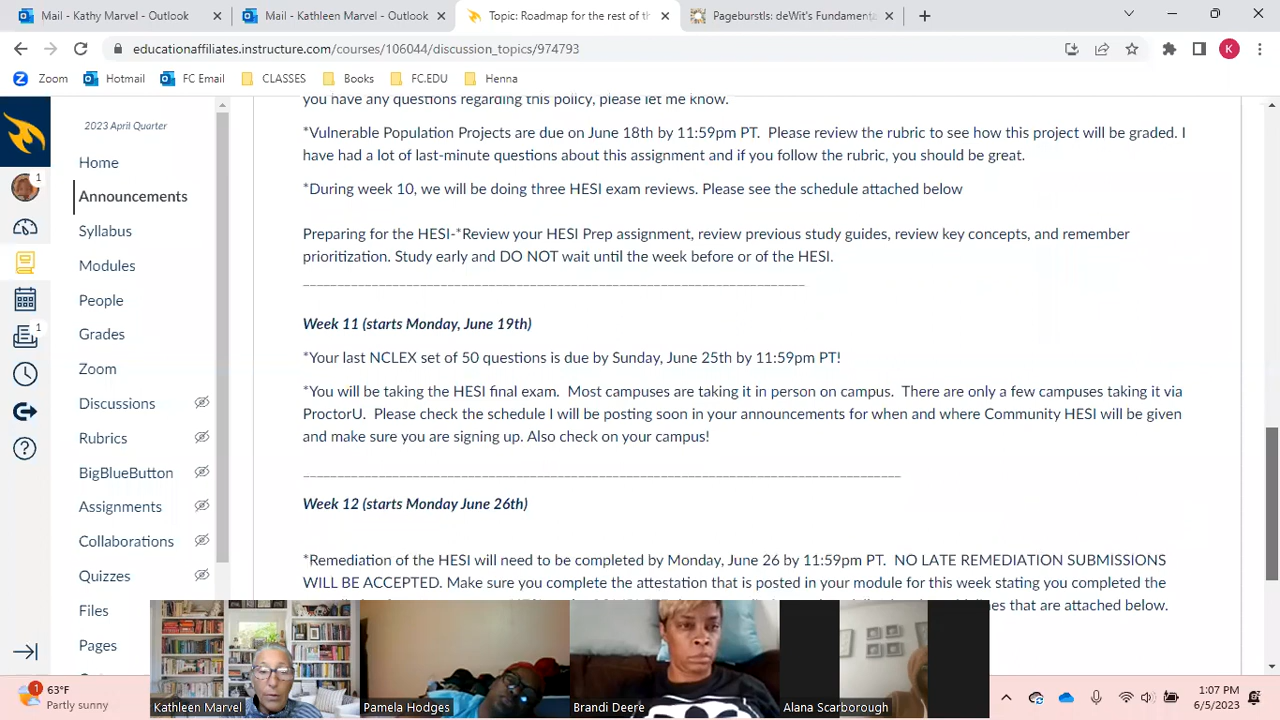 Mail - Kathy Marvel - Outlook
Mail - Kathleen Marvel - Outlook
Topic: Roadmap for the rest of th
Pageburstls: deWit's Fundament
educationaffiliates.instructure.com/courses/106044/discussion_topics/974793
K
Zoom
Hotmail
FC Email
CLASSES
Books
FC.EDU
Henna
2023 April Quarter
Home
Announcements
Syllabus
Modules
People
Grades
Zoom
Discussions
Rubrics
BigBlueButton
Assignments
Collaborations
Quizzes
Files
Pages
1
1
you have any questions regarding this policy, please let me know.
*Vulnerable Population Projects are due on June 18th by 11:59pm PT. Please review the rubric to see how this project will be graded. I
have had a lot of last-minute questions about this assignment and if you follow the rubric, you should be great.
*During week 10, we will be doing three HESI exam reviews. Please see the schedule attached below
Preparing for the HESI-*Review your HESI Prep assignment, review previous study guides, review key concepts, and remember
prioritization. Study early and DO NOT wait until the week before or of the HESI.
Week 11 (starts Monday, June 19th)
*Your last NCLEX set of 50 questions is due by Sunday, June 25th by 11:59pm PT!
*You will be taking the HESI final exam. Most campuses are taking it in person on campus. There are only a few campuses taking it via
ProctorU. Please check the schedule I will be posting soon in your announcements for when and where Community HESI will be given
and make sure you are signing up. Also check on your campus!
Week 12 (starts Monday June 26th)
*Remediation of the HESI will need to be completed by Monday, June 26 by 11:59pm PT. NO LATE REMEDIATION SUBMISSIONS
WILL BE ACCEPTED. Make sure you complete the attestation that is posted in your module for this week stating you completed the
lines that are attached below.
Kathleen Marvel
Pamela Hodges
Brandi Deere
Alana Scarborough
1
63°F
Partly sunny
1:07 PM
6/5/2023